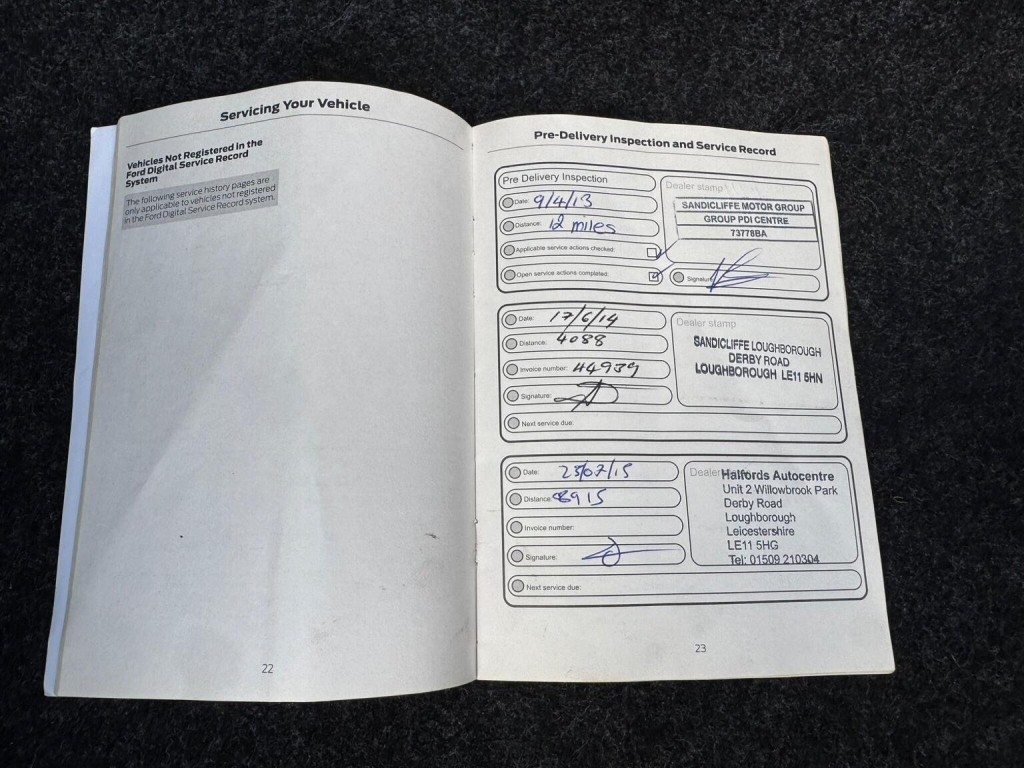 Servicing Your Vehicle
Vehicles Not Registered in the
Ford Digital Service Record
System
The following service history pages are
only applicable to vehicles not registered
in the Ford Digital Service Record system.
22
Pre-Delivery Inspection and Service Record
Pre Delivery Inspection
Date: 9/4/13
Distance: 12 miles
Applicable service actions checked:
Open service actions completed:
Dealer stamp
SANDICLIFFE MOTOR GROUP
GROUP PDI CENTRE
73778BA
Signature:
Date: 17/6/14
Distance: 4088
Invoice number: 44939
Signature:
Next service due:
Dealer stamp
SANDICLIFFE LOUGHBOROUGH
DERBY ROAD
LOUGHBOROUGH LE11 5HN
Date: 23/07/15
Distance: 8915
Invoice number:
Signature:
Next service due:
Dealer
Halfords Autocentre
Unit 2 Willowbrook Park
Derby Road
Loughborough
Leicestershire
LE11 5HG
Tel: 01509 210304
23